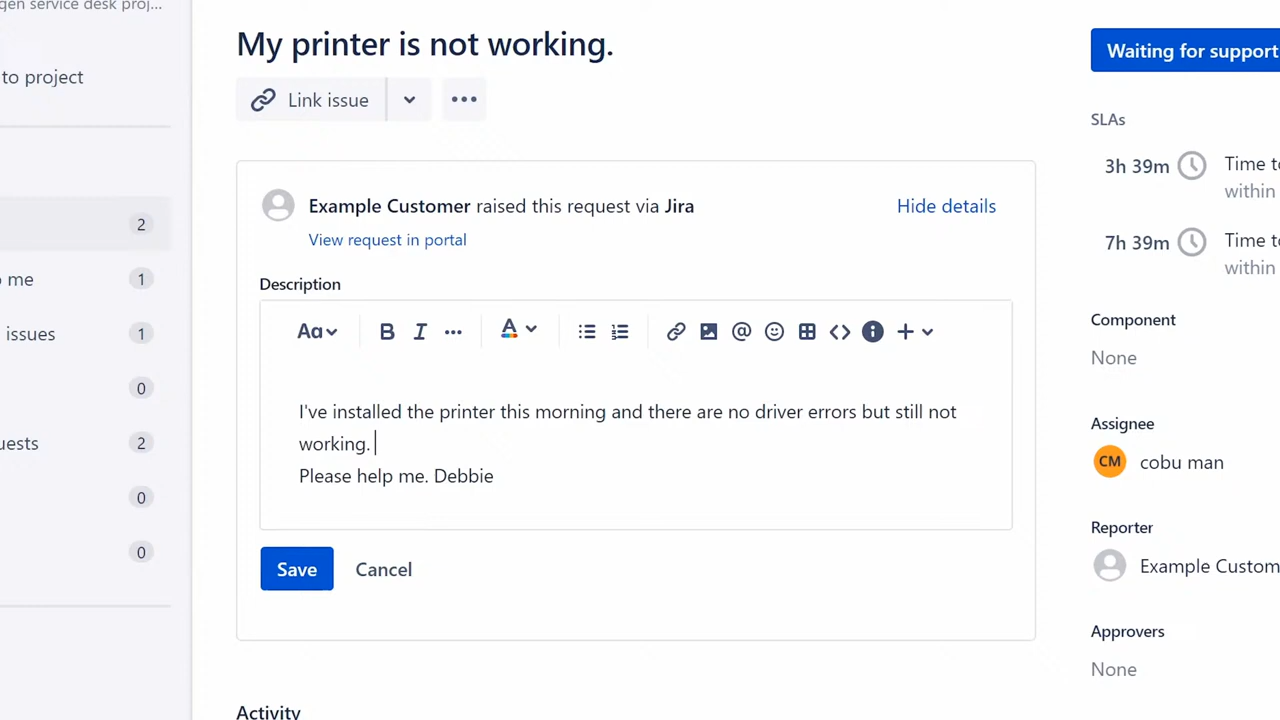 gen service desk proj...
to project
2
o me
1
issues
1
0
uests
2
0
0
My printer is not working.
Link issue
Example Customer raised this request via Jira
Hide details
View request in portal
Description
Aa
B I
A
@
I've installed the printer this morning and there are no driver errors but still not
working.
Please help me. Debbie
Save
Cancel
Activity
Waiting for support
SLAs
3h 39m
Time to
within
7h 39m
Time to
within
Component
None
Assignee
CM
cobu man
Reporter
Example Custom
Approvers
None